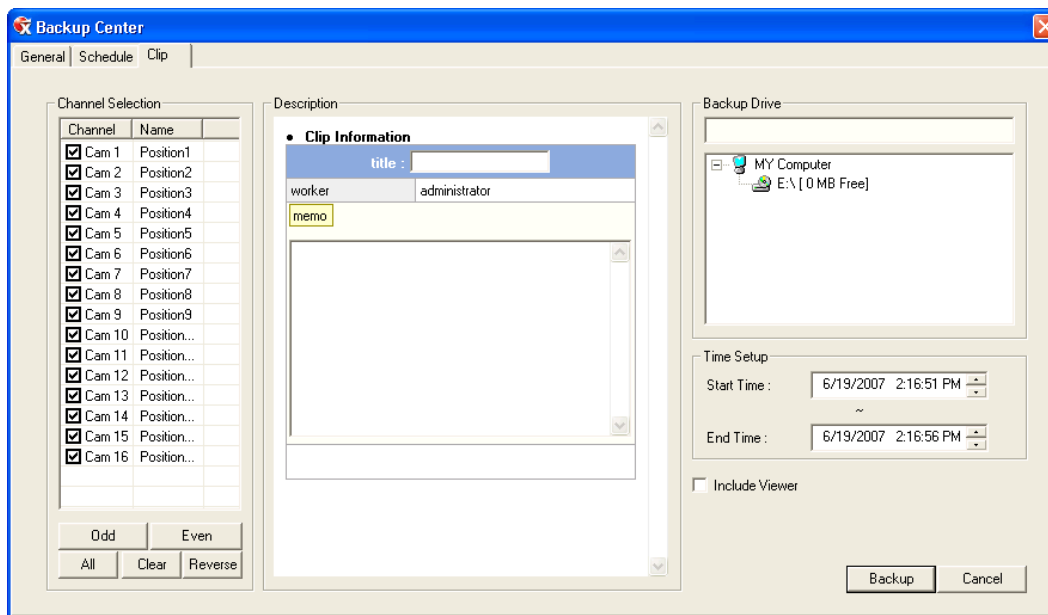 Backup Center
General Schedule Clip
Channel Selection
Channel Name
Cam 1 Position1
Cam 2 Position2
Cam 3 Position3
Cam 4 Position4
Cam 5 Position5
Cam 6 Position6
Cam 7 Position7
Cam 8 Position8
Cam 9 Position9
Cam 10 Position...
Cam 11 Position...
Cam 12 Position...
Cam 13 Position...
Cam 14 Position...
Cam 15 Position...
Cam 16 Position...
Odd Even
All Clear Reverse
Description
• Clip Information
title :
worker administrator
memo
Backup Drive
MY Computer
E:\ [ 0 MB Free]
Time Setup
Start Time : 6/19/2007 2:16:51 PM
~
End Time : 6/19/2007 2:16:56 PM
Include Viewer
Backup Cancel